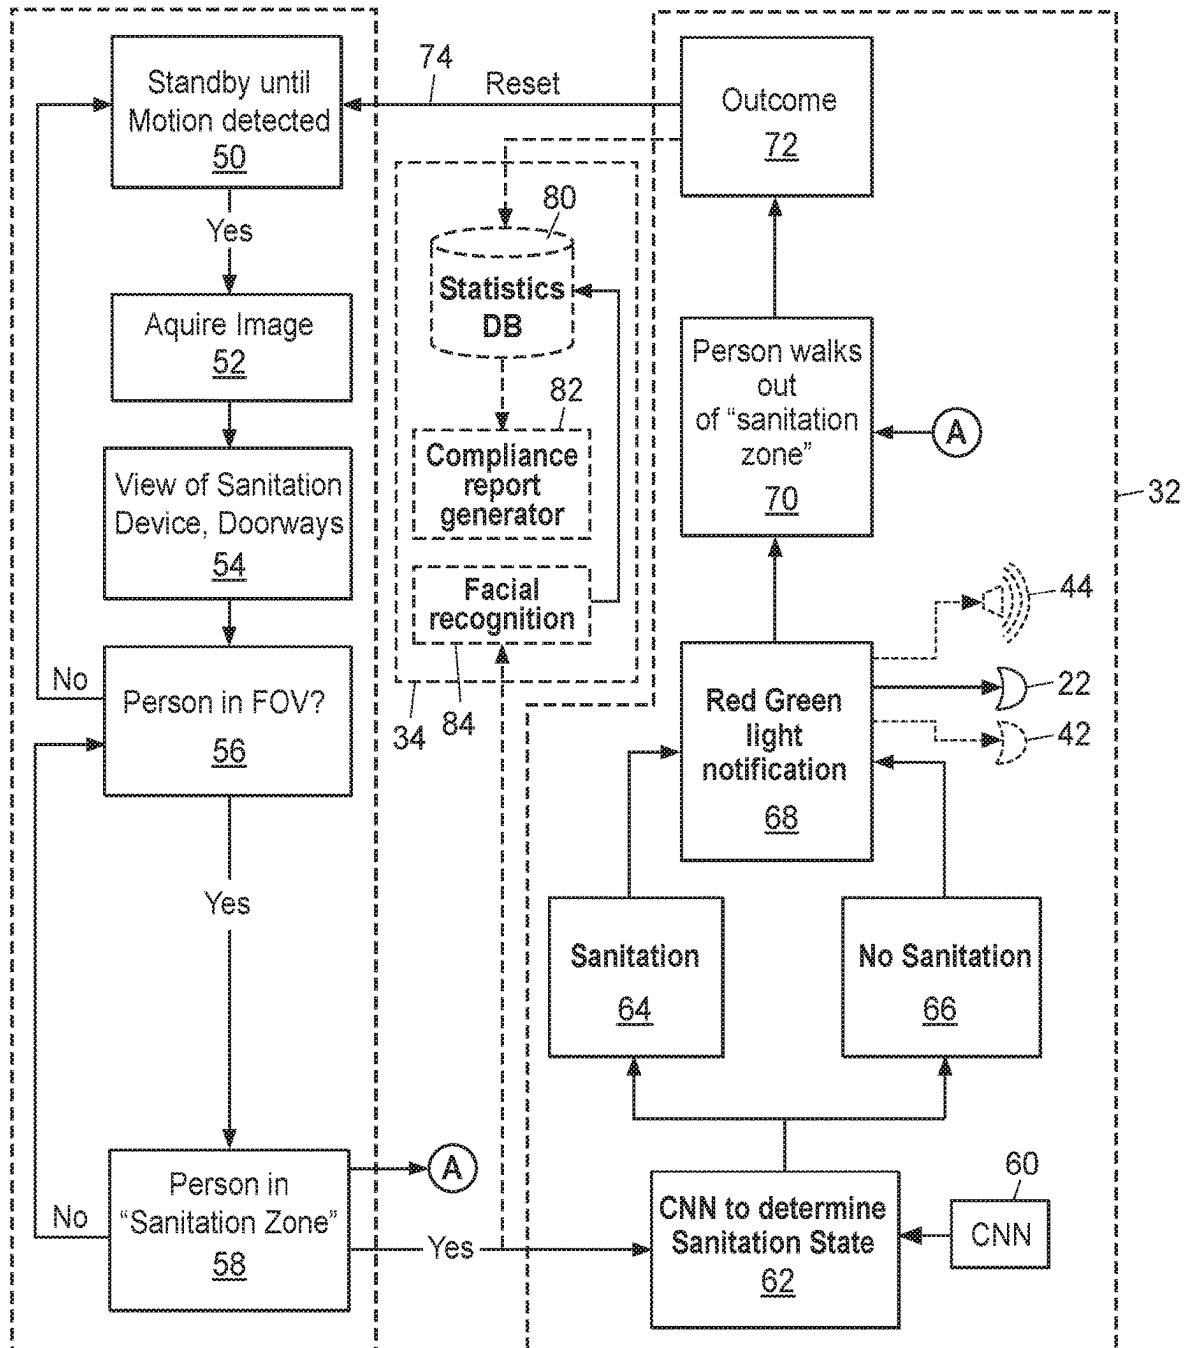 Standby until
Motion detected
50
Yes
Aquire Image
52
View of Sanitation
Device, Doorways
54
No
Person in FOV?
56
Yes
Person in
“Sanitation Zone”
58
No
A
Yes
74
Reset
80
Statistics
DB
82
Compliance
report
generator
Facial
recognition
34
84
Outcome
72
Person walks
out
of “sanitation
zone”
70
A
32
44
22
42
Red Green
light
notification
68
Sanitation
64
No Sanitation
66
CNN to determine
Sanitation State
62
60
CNN